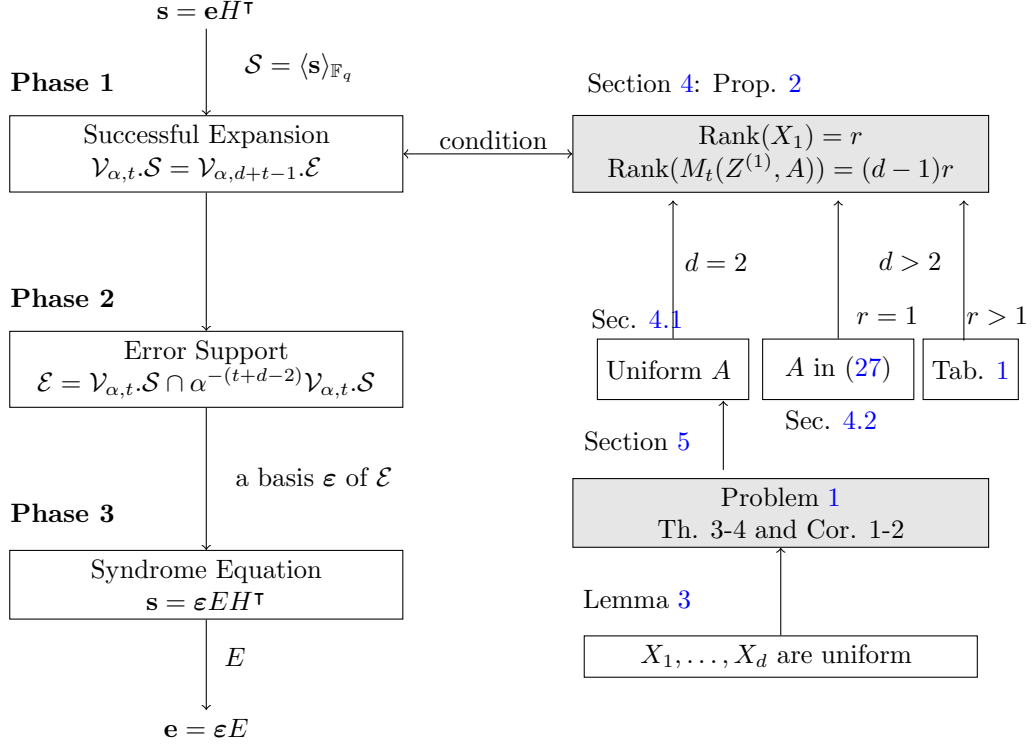 𝐬 = 𝐞H⊺
𝒮 = ⟨𝐬⟩_{𝔽_q}
Phase 1
Successful Expansion
𝒱_{α,t}.𝒮 = 𝒱_{α,d+t−1}.ℰ
condition
Section 4: Prop. 2
Rank(X_1) = r
Rank(M_t(Z^{(1)}, A)) = (d − 1)r
d = 2
d > 2
Phase 2
Error Support
ℰ = 𝒱_{α,t}.𝒮 ∩ α^{−(t+d−2)}𝒱_{α,t}.𝒮
Sec. 4.1
r = 1
r > 1
Uniform A
A in (27)
Tab. 1
Sec. 4.2
Section 5
a basis 𝜺 of ℰ
Phase 3
Problem 1
Th. 3-4 and Cor. 1-2
Syndrome Equation
𝐬 = 𝜺EH⊺
Lemma 3
X_1, . . . , X_d are uniform
E
𝐞 = 𝜺E